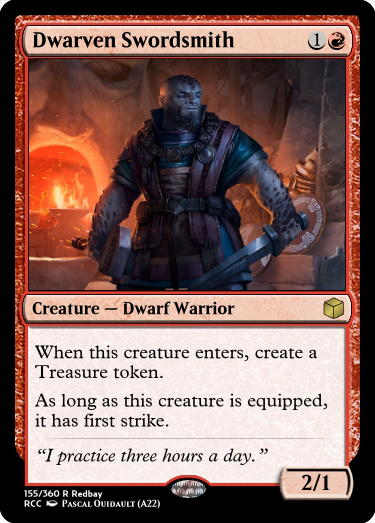 Dwarven Swordsmith 1
Creature — Dwarf Warrior
When this creature enters, create a
Treasure token.
As long as this creature is equipped,
it has first strike.
“I practice three hours a day.”
2/1
155/360 R Redbay
RCC Pascal Quidault (A22)